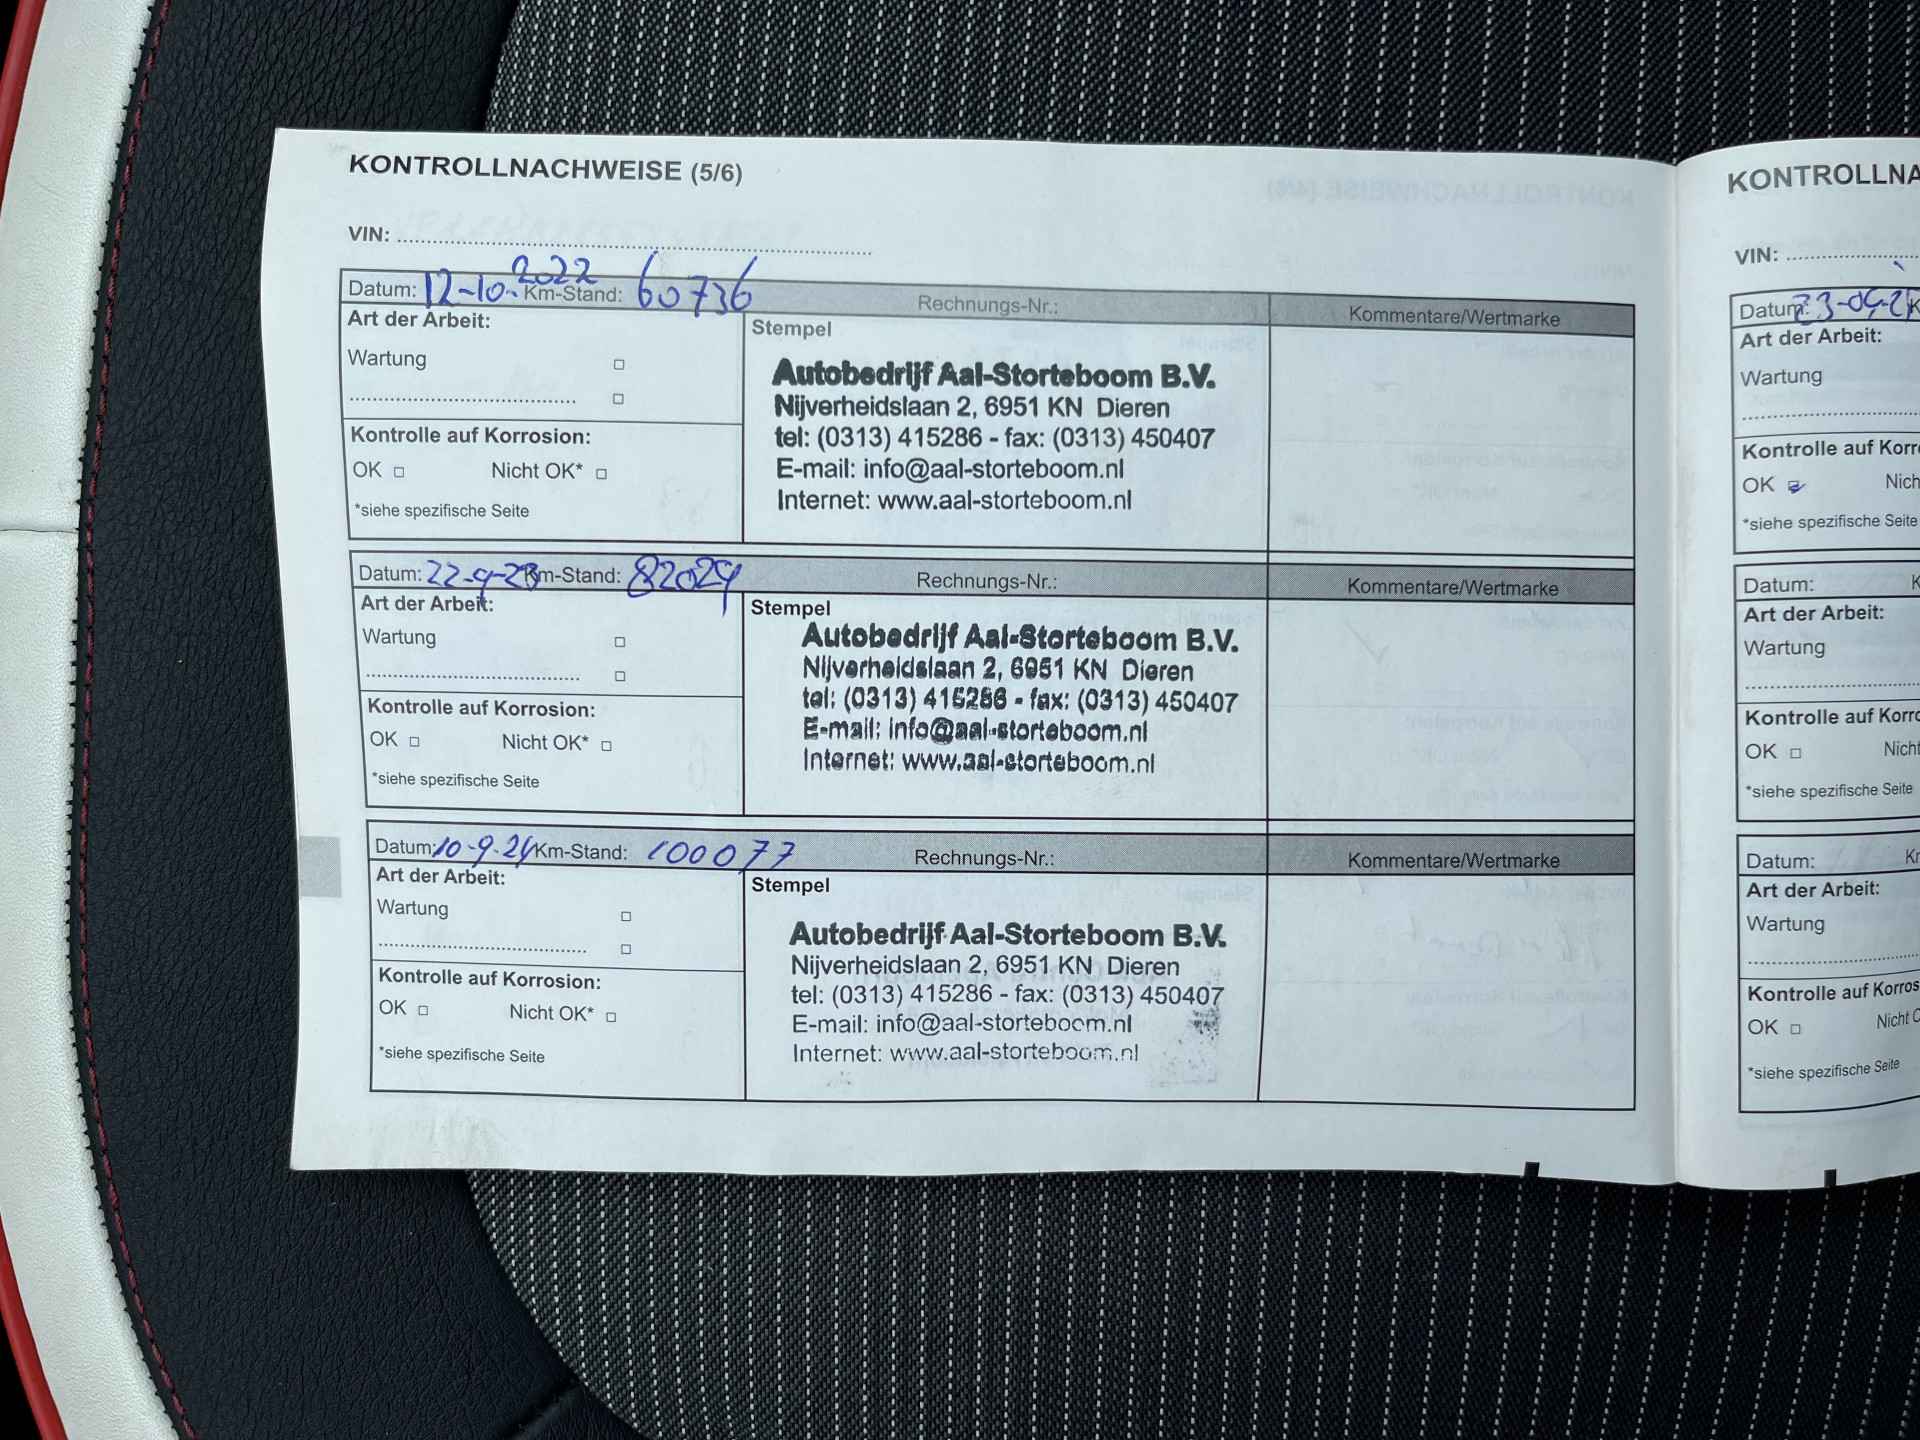 KONTROLLNACHWEISE (5/6)
VIN:
Datum: 12-10-2022 Km-Stand: 60736 Rechnungs-Nr.: Kommentare/Wertmarke
Art der Arbeit:
Wartung
Kontrolle auf Korrosion:
OK Nicht OK*
*siehe spezifische Seite
Stempel
Autobedrijf Aal-Storteboom B.V.
Nijverheidslaan 2, 6951 KN Dieren
tel: (0313) 415286 - fax: (0313) 450407
E-mail: info@aal-storteboom.nl
Internet: www.aal-storteboom.nl
Datum: 22-9-23 Km-Stand: 82029 Rechnungs-Nr.: Kommentare/Wertmarke
Art der Arbeit:
Wartung
Kontrolle auf Korrosion:
OK Nicht OK*
*siehe spezifische Seite
Stempel
Autobedrijf Aal-Storteboom B.V.
Nijverheidslaan 2, 6951 KN Dieren
tel: (0313) 415286 - fax: (0313) 450407
E-mail: info@aal-storteboom.nl
Internet: www.aal-storteboom.nl
Datum: 10-9-24 Km-Stand: 100077 Rechnungs-Nr.: Kommentare/Wertmarke
Art der Arbeit:
Wartung
Kontrolle auf Korrosion:
OK Nicht OK*
*siehe spezifische Seite
Stempel
Autobedrijf Aal-Storteboom B.V.
Nijverheidslaan 2, 6951 KN Dieren
tel: (0313) 415286 - fax: (0313) 450407
E-mail: info@aal-storteboom.nl
Internet: www.aal-storteboom.nl
KONTROLLNA
VIN:
Datum: K
Art der Arbeit:
Wartung
Kontrolle auf Korr
OK Nich
*siehe spezifische Seite
Datum: K
Art der Arbeit:
Wartung
Kontrolle auf Korro
OK Nicht
*siehe spezifische Seite
Datum: Kr
Art der Arbeit:
Wartung
Kontrolle auf Korros
OK Nicht O
*siehe spezifische Seite